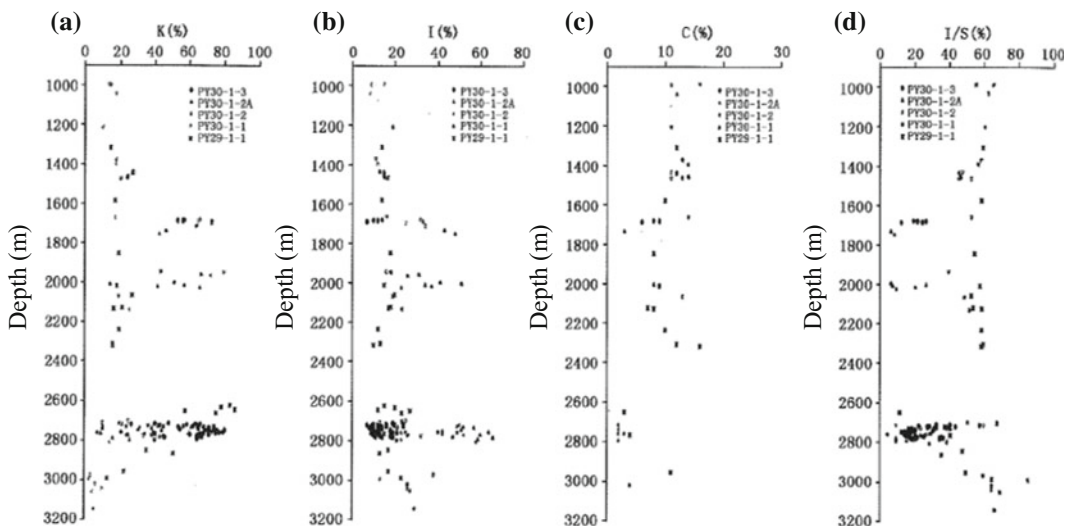 (a)
K(%)
0 20 40 60 80 100
1000
1200
1400
1600
1800
2000
2200
2400
2600
2800
3000
3200
Depth (m)
PY30-1-3
PY30-1-2A
PY30-1-2
PY30-1-1
PY29-1-1
(b)
I(%)
0 20 40 60 80
1000
1200
1400
1600
1800
2000
2200
2400
2600
2800
3000
3200
Depth (m)
PY30-1-3
PY30-1-2A
PY30-1-2
PY30-1-1
PY29-1-1
(c)
C(%)
0 10 20 30
1000
1200
1400
1600
1800
2000
2200
2400
2600
2800
3000
3200
Depth (m)
PY30-1-3
PY30-1-2A
PY30-1-2
PY30-1-1
PY29-1-1
(d)
I/S(%)
0 20 40 60 80 100
1000
1200
1400
1600
1800
2000
2200
2400
2600
2800
3000
3200
Depth (m)
PY30-1-3
PY30-1-2A
PY30-1-2
PY30-1-1
PY29-1-1